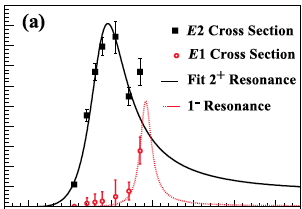 (a)
E2 Cross Section
E1 Cross Section
Fit 2⁺ Resonance
1⁻ Resonance